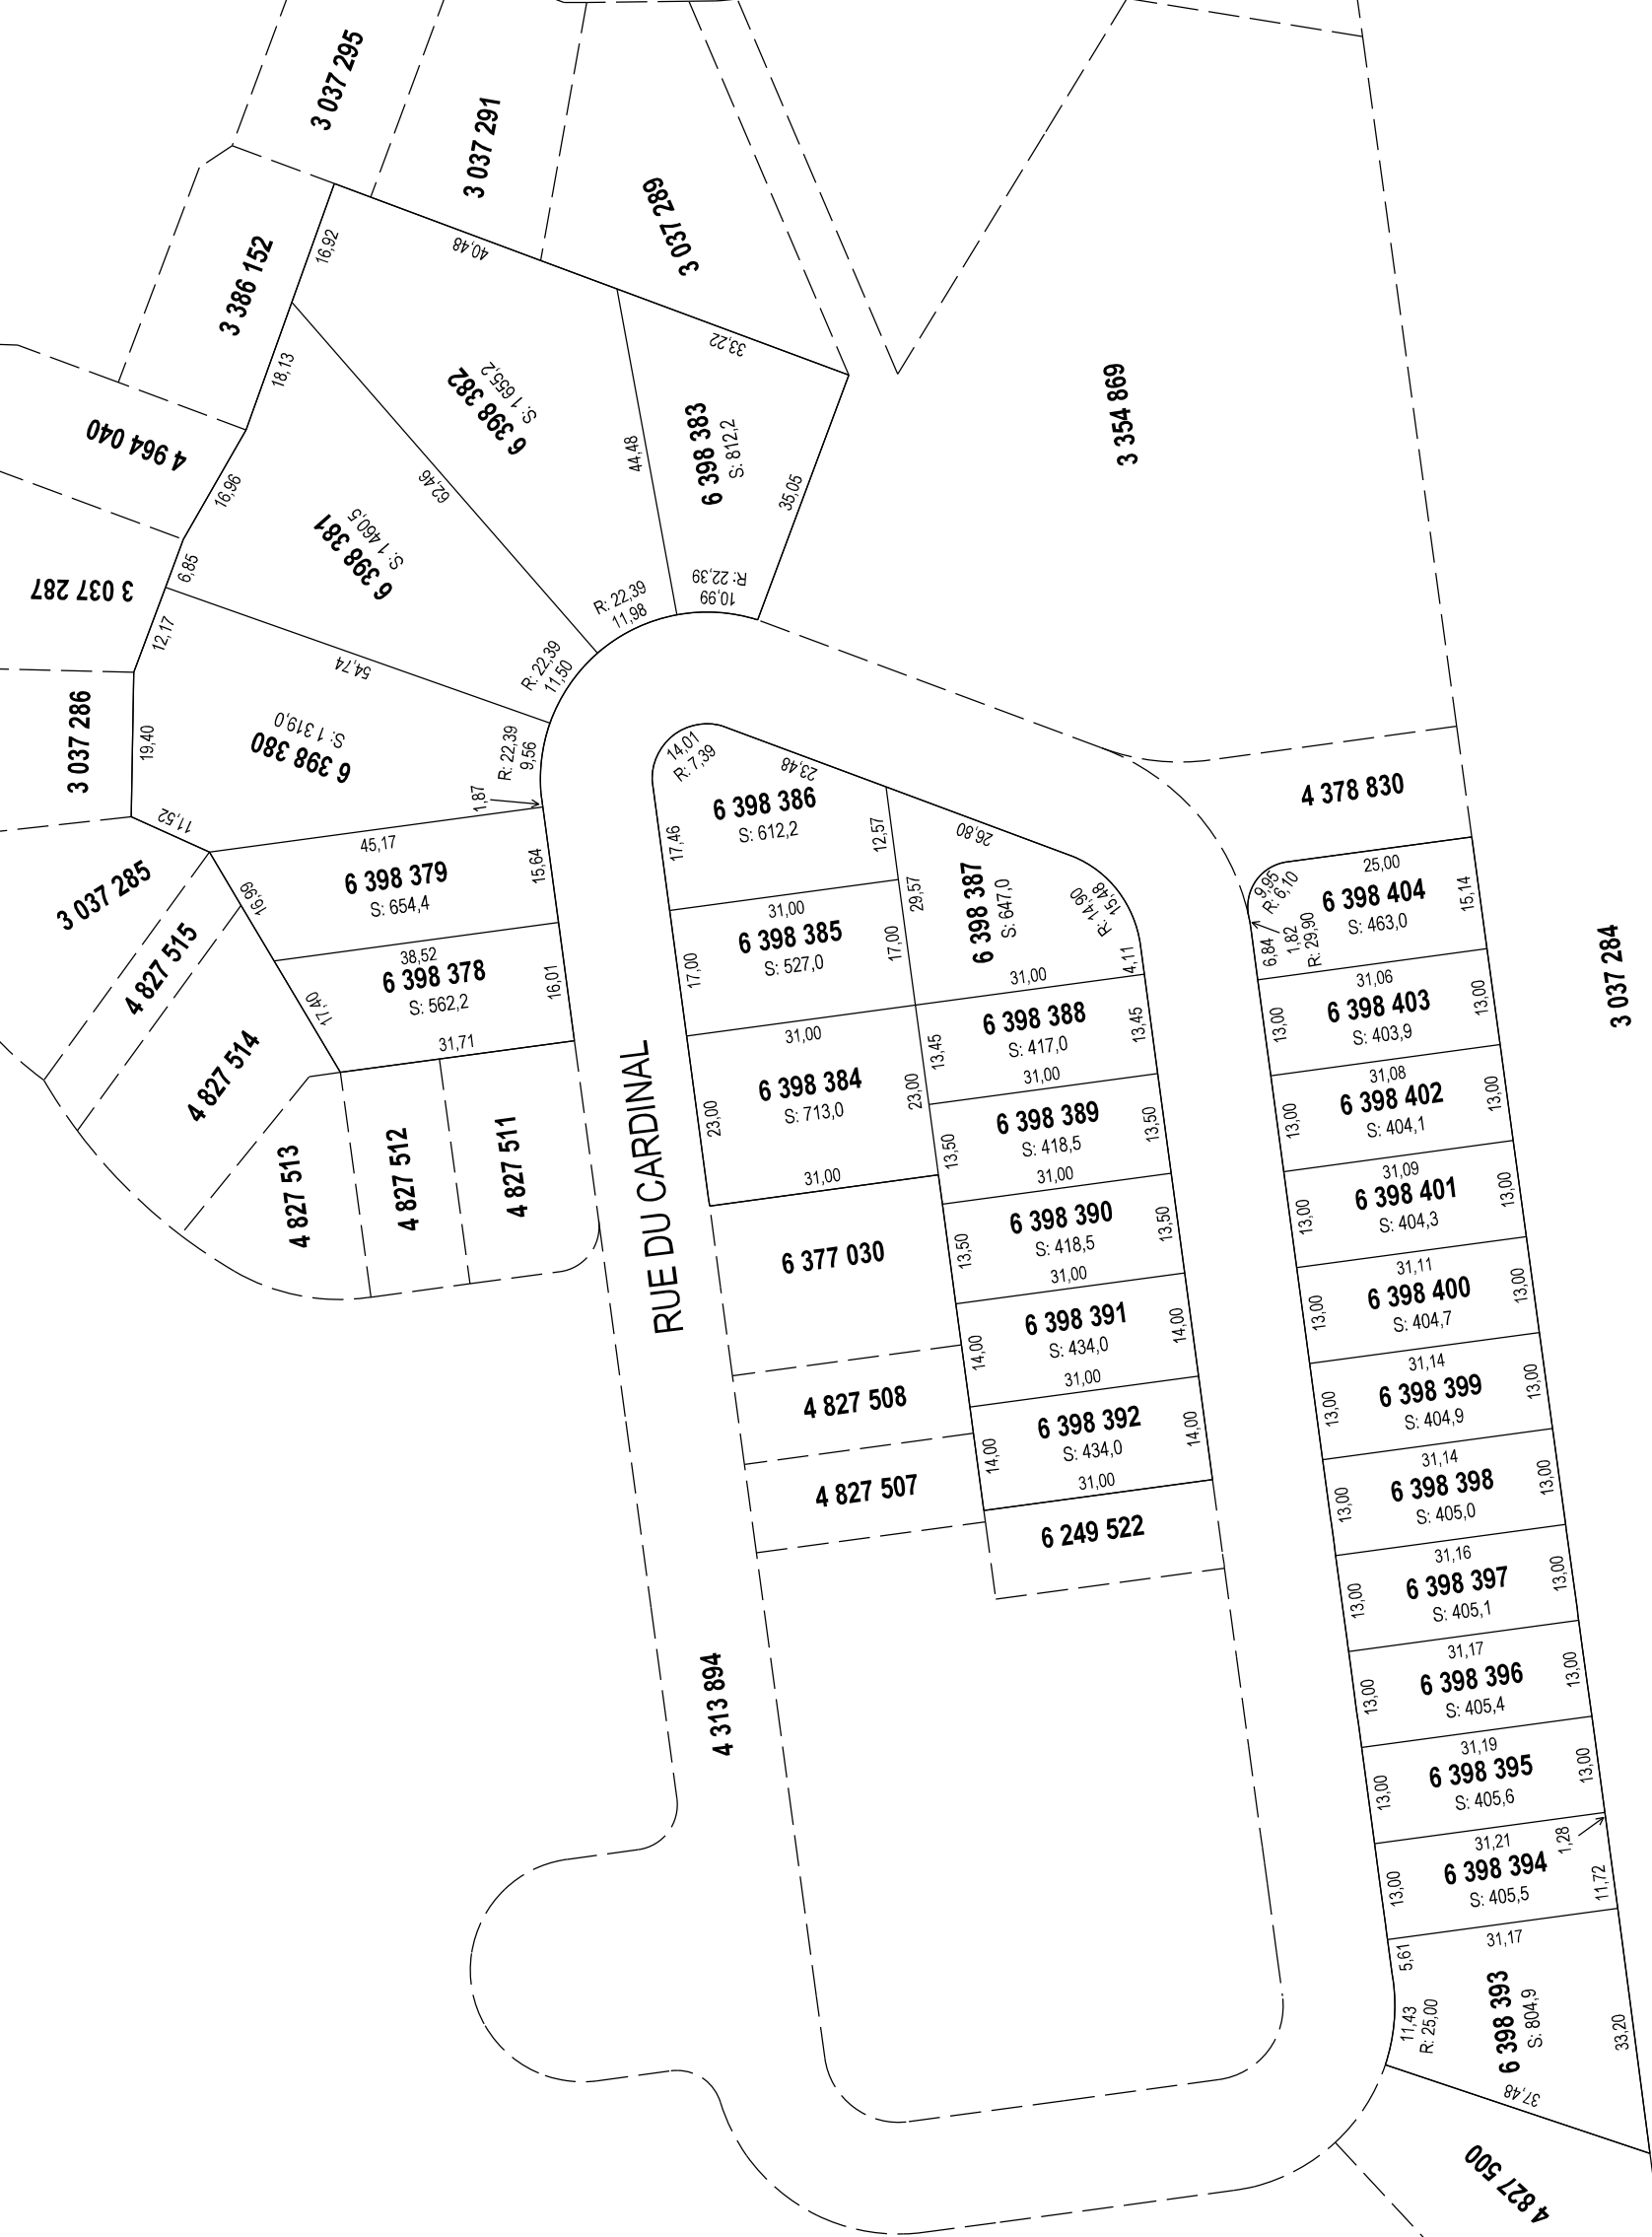 3 037 295
3 037 291
3 037 289
3 386 152
16,92
40,48
33,22
18,13
4 964 040
6 398 382
S: 1 655,2
6 398 383
S: 812,2
44,48
35,05
3 354 869
16,96
62,46
6 398 381
S: 1 460,5
6,85
3 037 287
12,17
54,74
R: 22,39
11,98
R: 22,39
10,99
R: 22,39
11,50
3 037 286
19,40
6 398 380
S: 1 319,0
R: 22,39
9,56
1,87
11,52
14,01
R: 7,39
23,48
6 398 386
S: 612,2
17,46
12,57
26,80
4 378 830
3 037 285
45,17
6 398 379
S: 654,4
15,64
16,99
4 827 515
31,00
6 398 385
S: 527,0
17,00
17,00
29,57
6 398 387
S: 647,0
15,48
R: 14,90
4,11
31,00
9,95
R: 6,10
25,00
6 398 404
S: 463,0
15,14
6,84
1,82
R: 29,90
3 037 284
38,52
6 398 378
S: 562,2
16,01
17,40
31,71
4 827 514
4 827 513
4 827 512
4 827 511
RUE DU CARDINAL
31,00
6 398 384
S: 713,0
23,00
23,00
31,00
6 398 388
S: 417,0
13,45
13,45
31,00
6 398 389
S: 418,5
13,50
13,50
31,00
6 398 390
S: 418,5
13,50
13,50
31,00
6 398 391
S: 434,0
14,00
14,00
31,00
6 398 392
S: 434,0
14,00
14,00
31,00
6 377 030
4 827 508
4 827 507
6 249 522
31,06
6 398 403
S: 403,9
13,00
13,00
31,08
6 398 402
S: 404,1
13,00
13,00
31,09
6 398 401
S: 404,3
13,00
13,00
31,11
6 398 400
S: 404,7
13,00
13,00
31,14
6 398 399
S: 404,9
13,00
13,00
31,14
6 398 398
S: 405,0
13,00
13,00
31,16
6 398 397
S: 405,1
13,00
13,00
31,17
6 398 396
S: 405,4
13,00
13,00
31,19
6 398 395
S: 405,6
13,00
13,00
31,21
6 398 394
S: 405,5
13,00
1,28
11,72
4 313 894
5,61
31,17
11,43
R: 25,00
6 398 393
S: 804,9
33,20
37,48
4 827 500